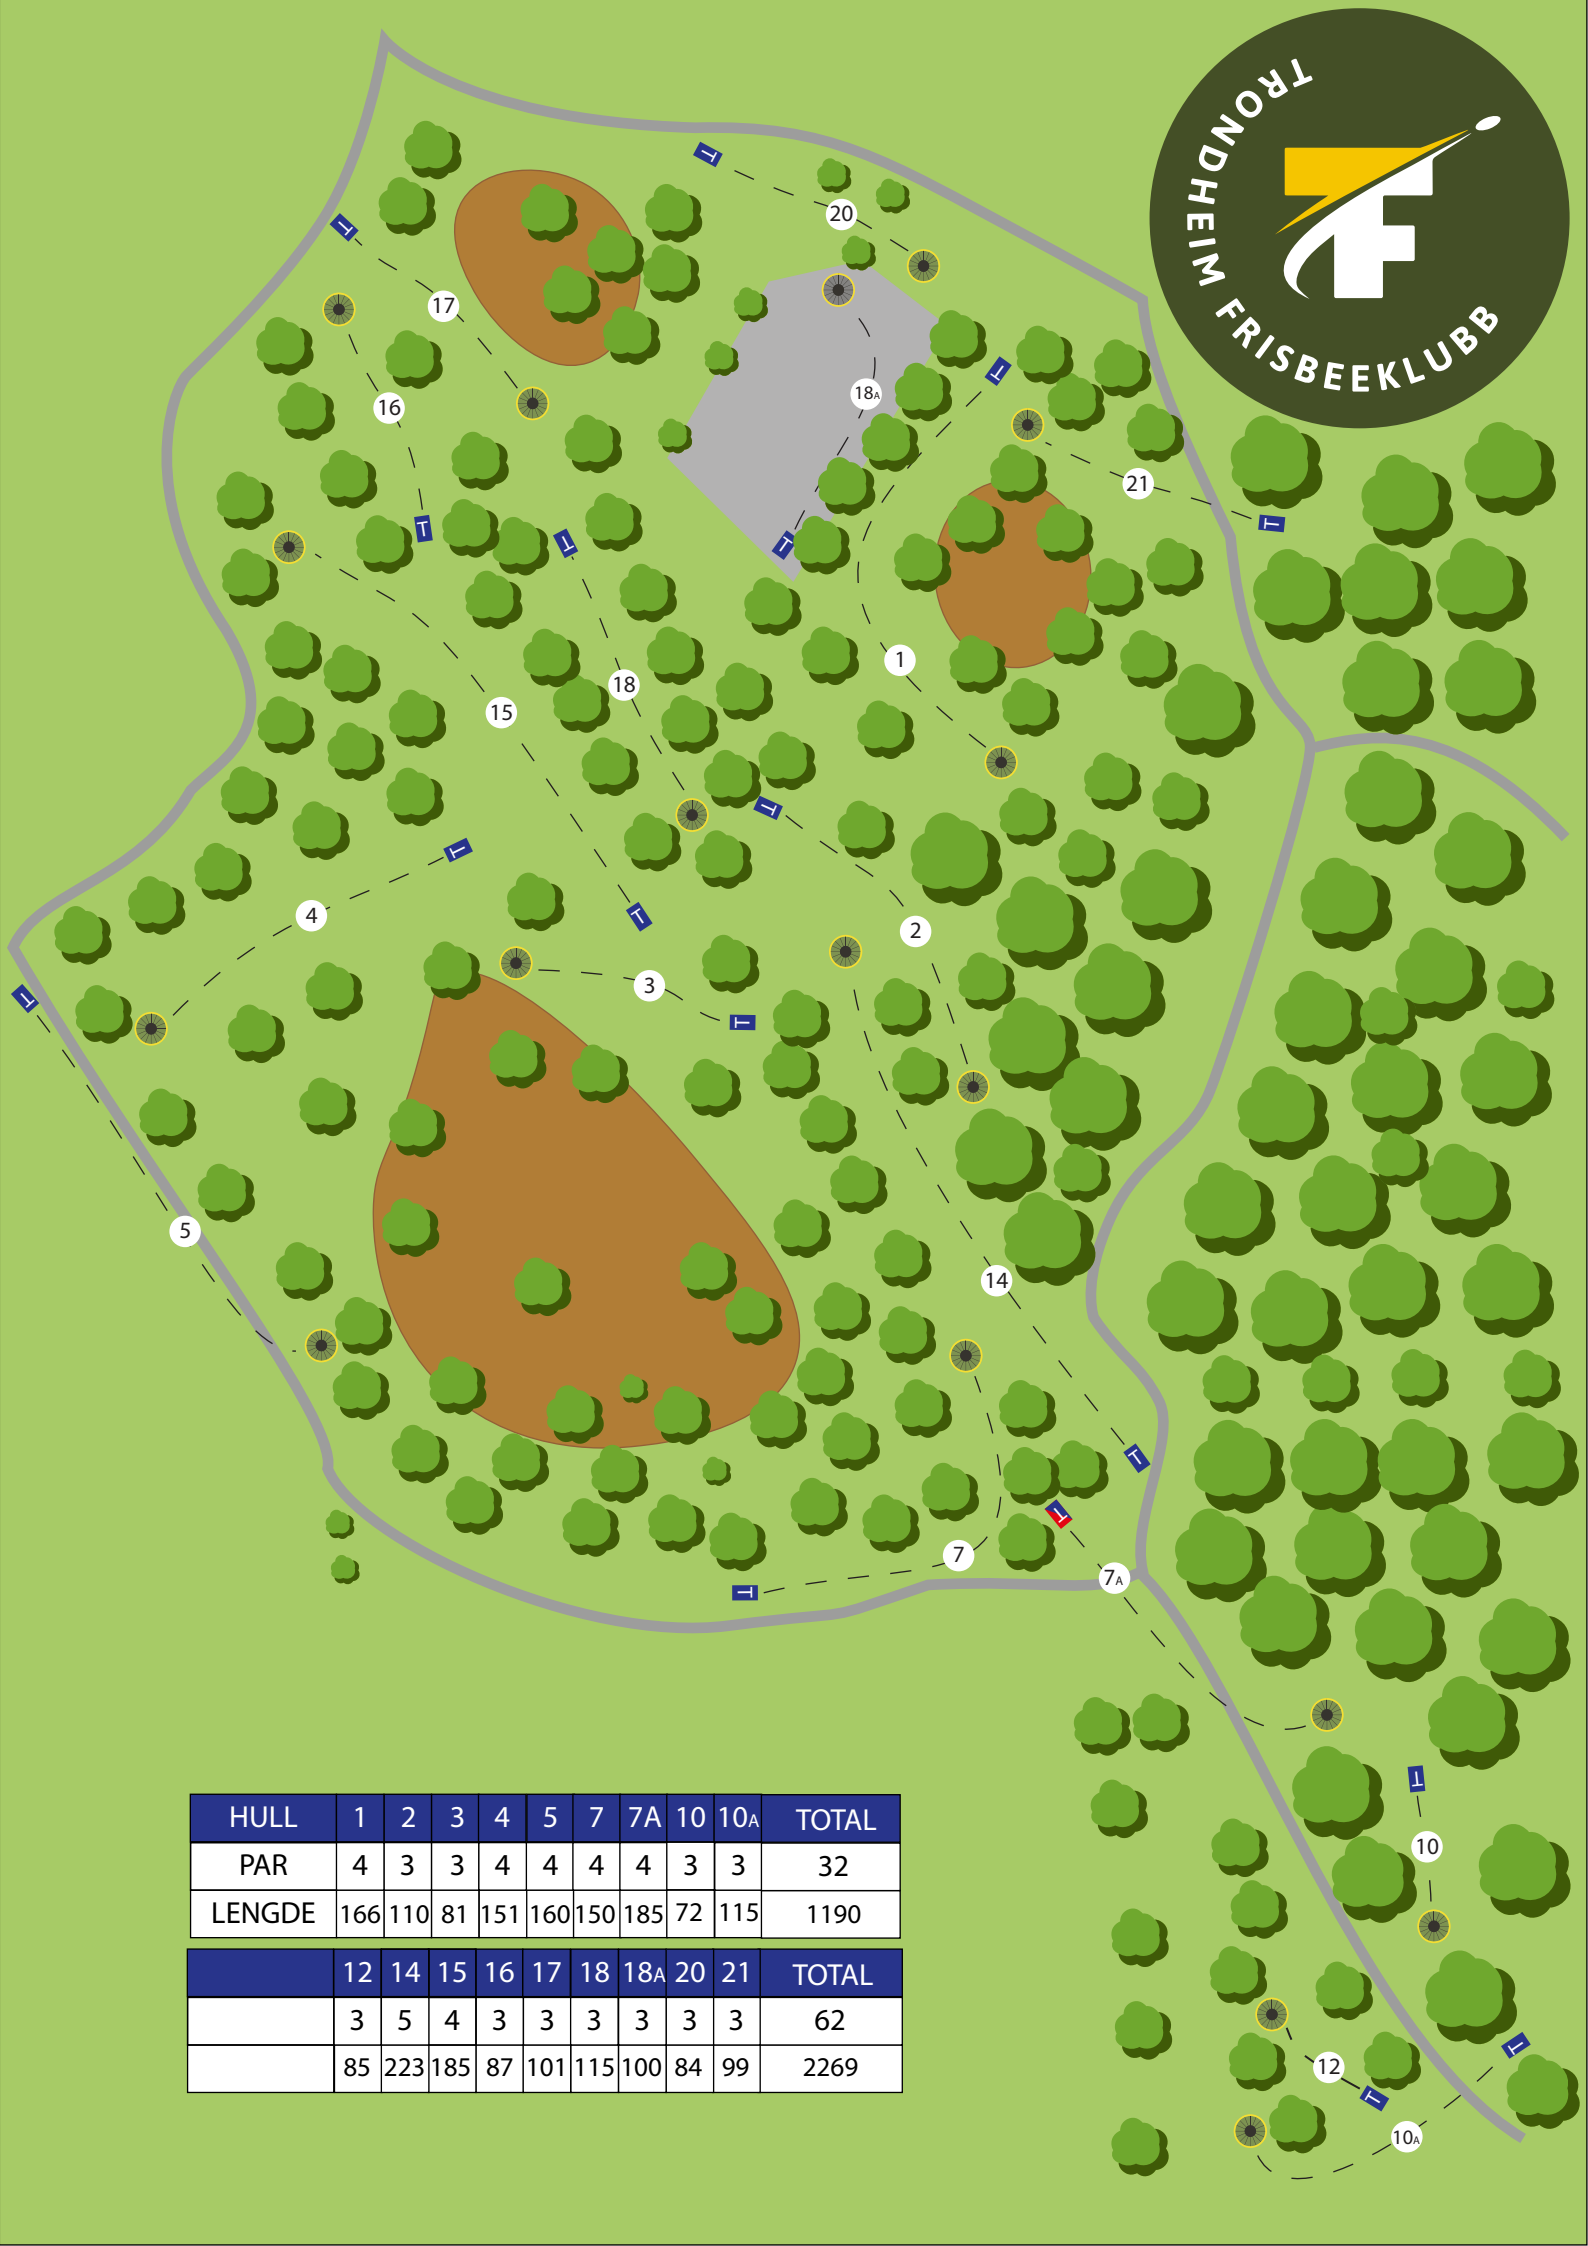 TRONDHEIM FRISBEEKLUBB
T
20
T
17
16
18A
T
21
T
T
T
T
1
18
15
T
T
4
T
2
3
T
T
5
14
T
T
7
7A
T
T
10
T
12
T
10A
HULL 1 2 3 4 5 7 7A 10 10A TOTAL
PAR 4 3 3 4 4 4 4 3 3 32
LENGDE 166 110 81 151 160 150 185 72 115 1190
12 14 15 16 17 18 18A 20 21 TOTAL
3 5 4 3 3 3 3 3 3 62
85 223 185 87 101 115 100 84 99 2269